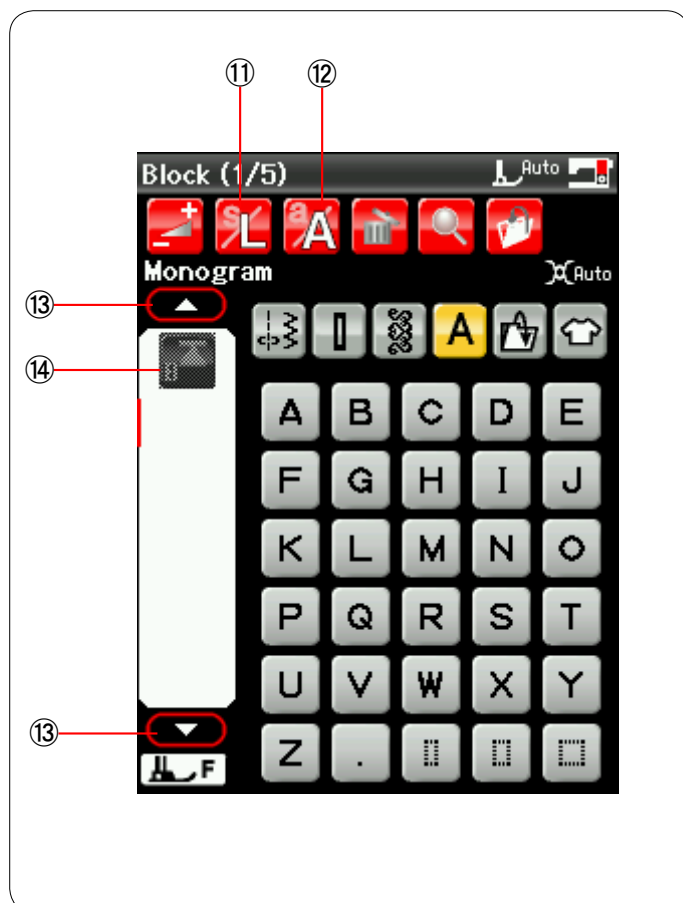 ⑪ ⑫
Block (1/5) Auto
S/L a/A
Monogram Auto
⑬
A
⑭
A B C D E
F G H I J
K L M N O
P Q R S T
U V W X Y
⑬
Z .
F